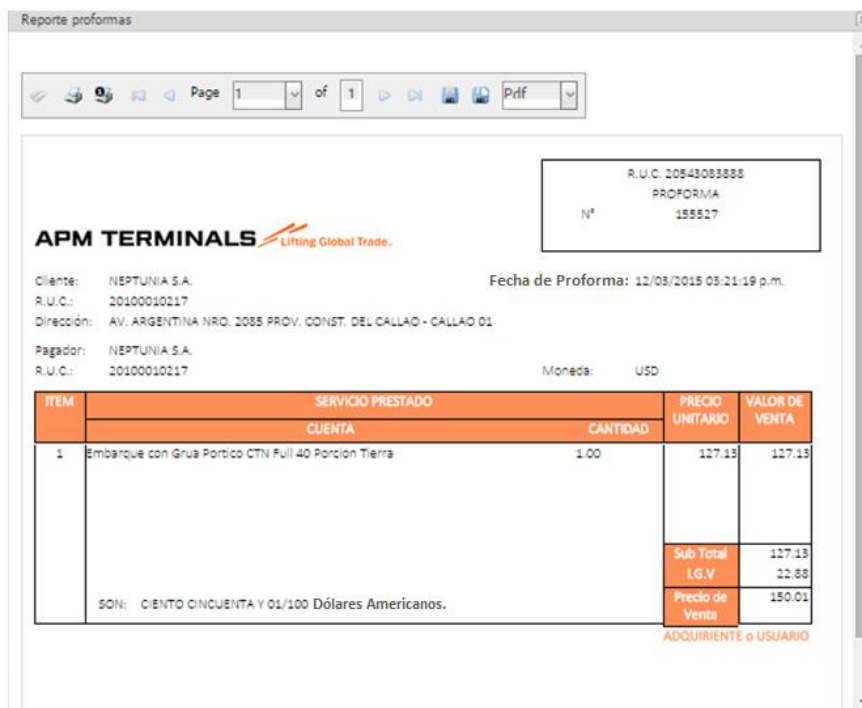 Reporte proformas
Page 1 of 1 Pdf
R.U.C. 20543083888
PROFORMA
N° 155527
APM TERMINALS Lifting Global Trade.
Cliente: NEPTUNIA S.A. Fecha de Proforma: 12/03/2015 03:21:19 p.m.
R.U.C.: 20100010217
Dirección: AV. ARGENTINA NRO. 2085 PROV. CONST. DEL CALLAO - CALLAO 01
Pagador: NEPTUNIA S.A.
R.U.C.: 20100010217 Moneda: USD
ITEM SERVICIO PRESTADO PRECIO UNITARIO VALOR DE VENTA
CUENTA CANTIDAD
1 Embarque con Grua Portico CTN Full 40 Porcion Tierra 1.00 127.13 127.13
Sub Total 127.13
I.G.V 22.88
SON: CIENTO CINCUENTA Y 01/100 Dólares Americanos. Precio de Venta 150.01
ADQUIRIENTE o USUARIO